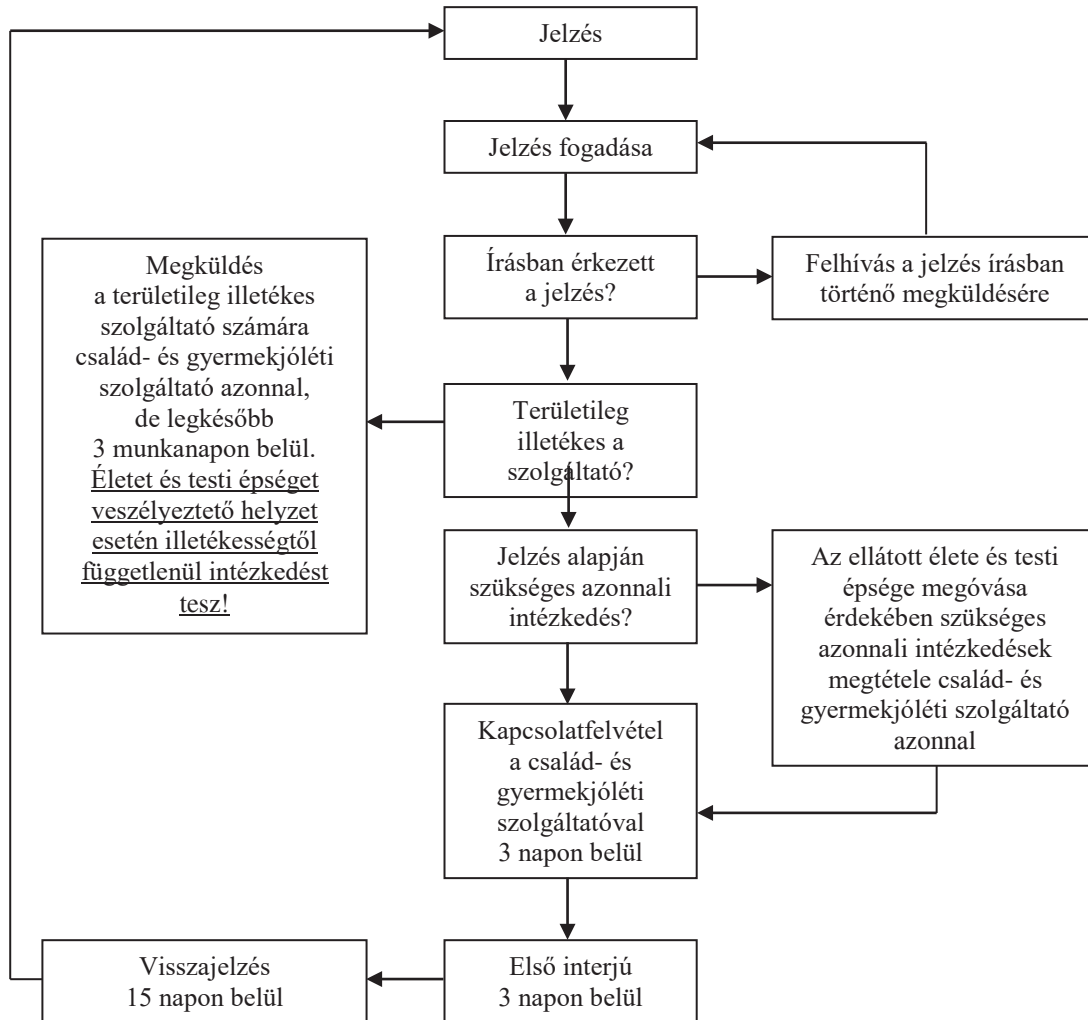 Jelzés
Jelzés fogadása
Írásban érkezett
a jelzés?
Felhívás a jelzés írásban
történő megküldésére
Megküldés
a területileg illetékes
szolgáltató számára
család- és gyermekjóléti
szolgáltató azonnal,
de legkésőbb
3 munkanapon belül.
Életet és testi épséget
veszélyeztető helyzet
esetén illetékességtől
függetlenül intézkedést
tesz!
Területileg
illetékes a
szolgáltató?
Jelzés alapján
szükséges azonnali
intézkedés?
Az ellátott élete és testi
épsége megóvása
érdekében szükséges
azonnali intézkedések
megtétele család- és
gyermekjóléti szolgáltató
azonnal
Kapcsolatfelvétel
a család- és
gyermekjóléti
szolgáltatóval
3 napon belül
Visszajelzés
15 napon belül
Első interjú
3 napon belül